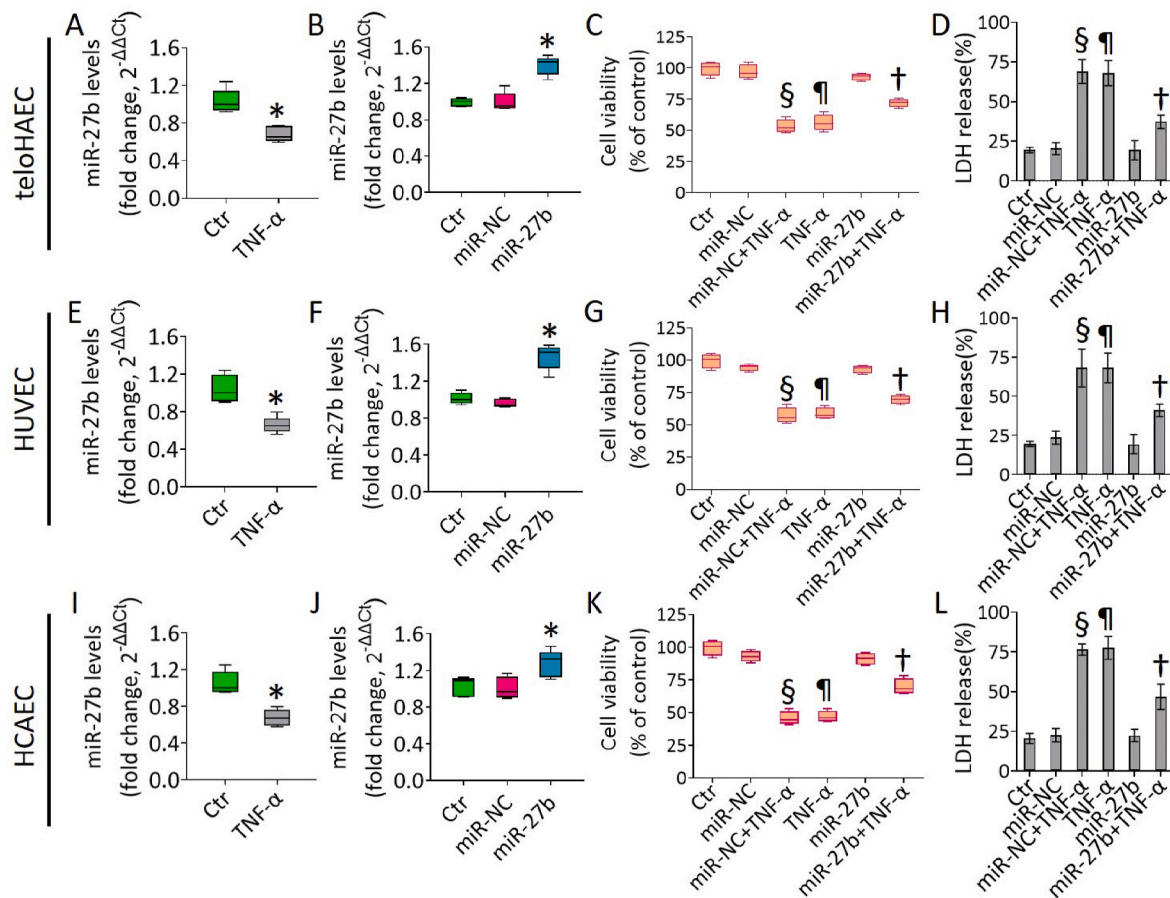 teloHAEC
A
miR-27b levels
(fold change, 2-ΔΔCt)
1.6
1.2
0.8
0.4
0.0
*
Ctr
TNF-α
B
miR-27b levels
(fold change, 2-ΔΔCt)
1.6
1.2
0.8
0.4
0.0
*
Ctr
miR-NC
miR-27b
C
Cell viability
(% of control)
125
100
75
50
25
0
§
¶
†
Ctr
miR-NC
miR-NC+TNF-α
TNF-α
miR-27b
miR-27b+TNF-α
D
LDH release(%)
100
75
50
25
0
§
¶
†
Ctr
miR-NC
miR-NC+TNF-α
TNF-α
miR-27b
miR-27b+TNF-α
HUVEC
E
miR-27b levels
(fold change, 2-ΔΔCt)
1.6
1.2
0.8
0.4
0.0
*
Ctr
TNF-α
F
miR-27b levels
(fold change, 2-ΔΔCt)
1.6
1.2
0.8
0.4
0.0
*
Ctr
miR-NC
miR-27b
G
Cell viability
(% of control)
125
100
75
50
25
0
§
¶
†
Ctr
miR-NC
miR-NC+TNF-α
TNF-α
miR-27b
miR-27b+TNF-α
H
LDH release(%)
100
75
50
25
0
§
¶
†
Ctr
miR-NC
miR-NC+TNF-α
TNF-α
miR-27b
miR-27b+TNF-α
HCAEC
I
miR-27b levels
(fold change, 2-ΔΔCt)
1.6
1.2
0.8
0.4
0.0
*
Ctr
TNF-α
J
miR-27b levels
(fold change, 2-ΔΔCt)
1.6
1.2
0.8
0.4
0.0
*
Ctr
miR-NC
miR-27b
K
Cell viability
(% of control)
125
100
75
50
25
0
§
¶
†
Ctr
miR-NC
miR-NC+TNF-α
TNF-α
miR-27b
miR-27b+TNF-α
L
LDH release(%)
100
75
50
25
0
§
¶
†
Ctr
miR-NC
miR-NC+TNF-α
TNF-α
miR-27b
miR-27b+TNF-α